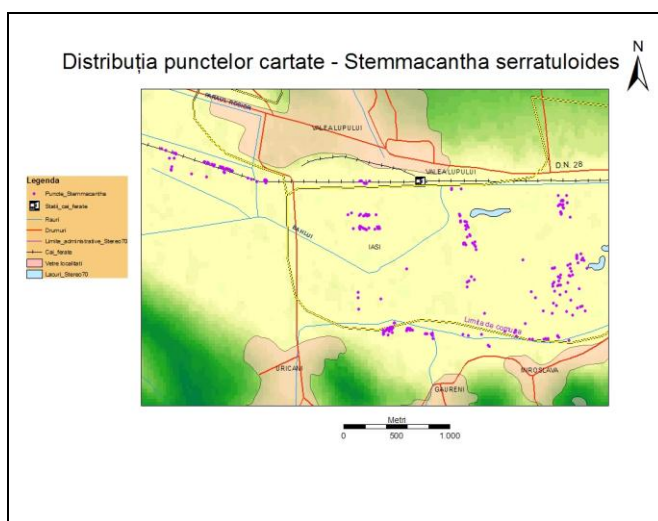 Distribuția punctelor cartate - Stemmacantha serratuloides
N
VALEA LUPULUI
VALEA LUPULUI
D.N. 28
Legenda
Puncte_Stemmacantha
Statii_cai_ferate
Rauri
Drumuri
Limite_administrative_Stereo70
Cai_ferate
Vetre localitati
Lacuri_Stereo70
IASI
BAHLUI
Limita de comuna
URICANI
GAURENI
MIROSLAVA
Metri
0 500 1.000